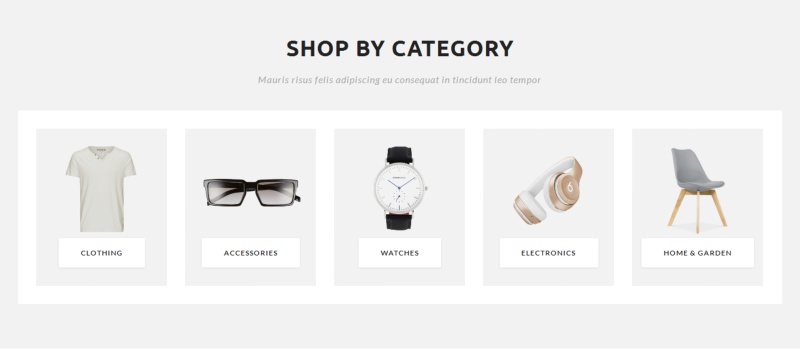 SHOP BY CATEGORY
Mauris risus felis adipiscing eu consequat in tincidunt leo tempor
CLOTHING
ACCESSORIES
WATCHES
ELECTRONICS
HOME & GARDEN